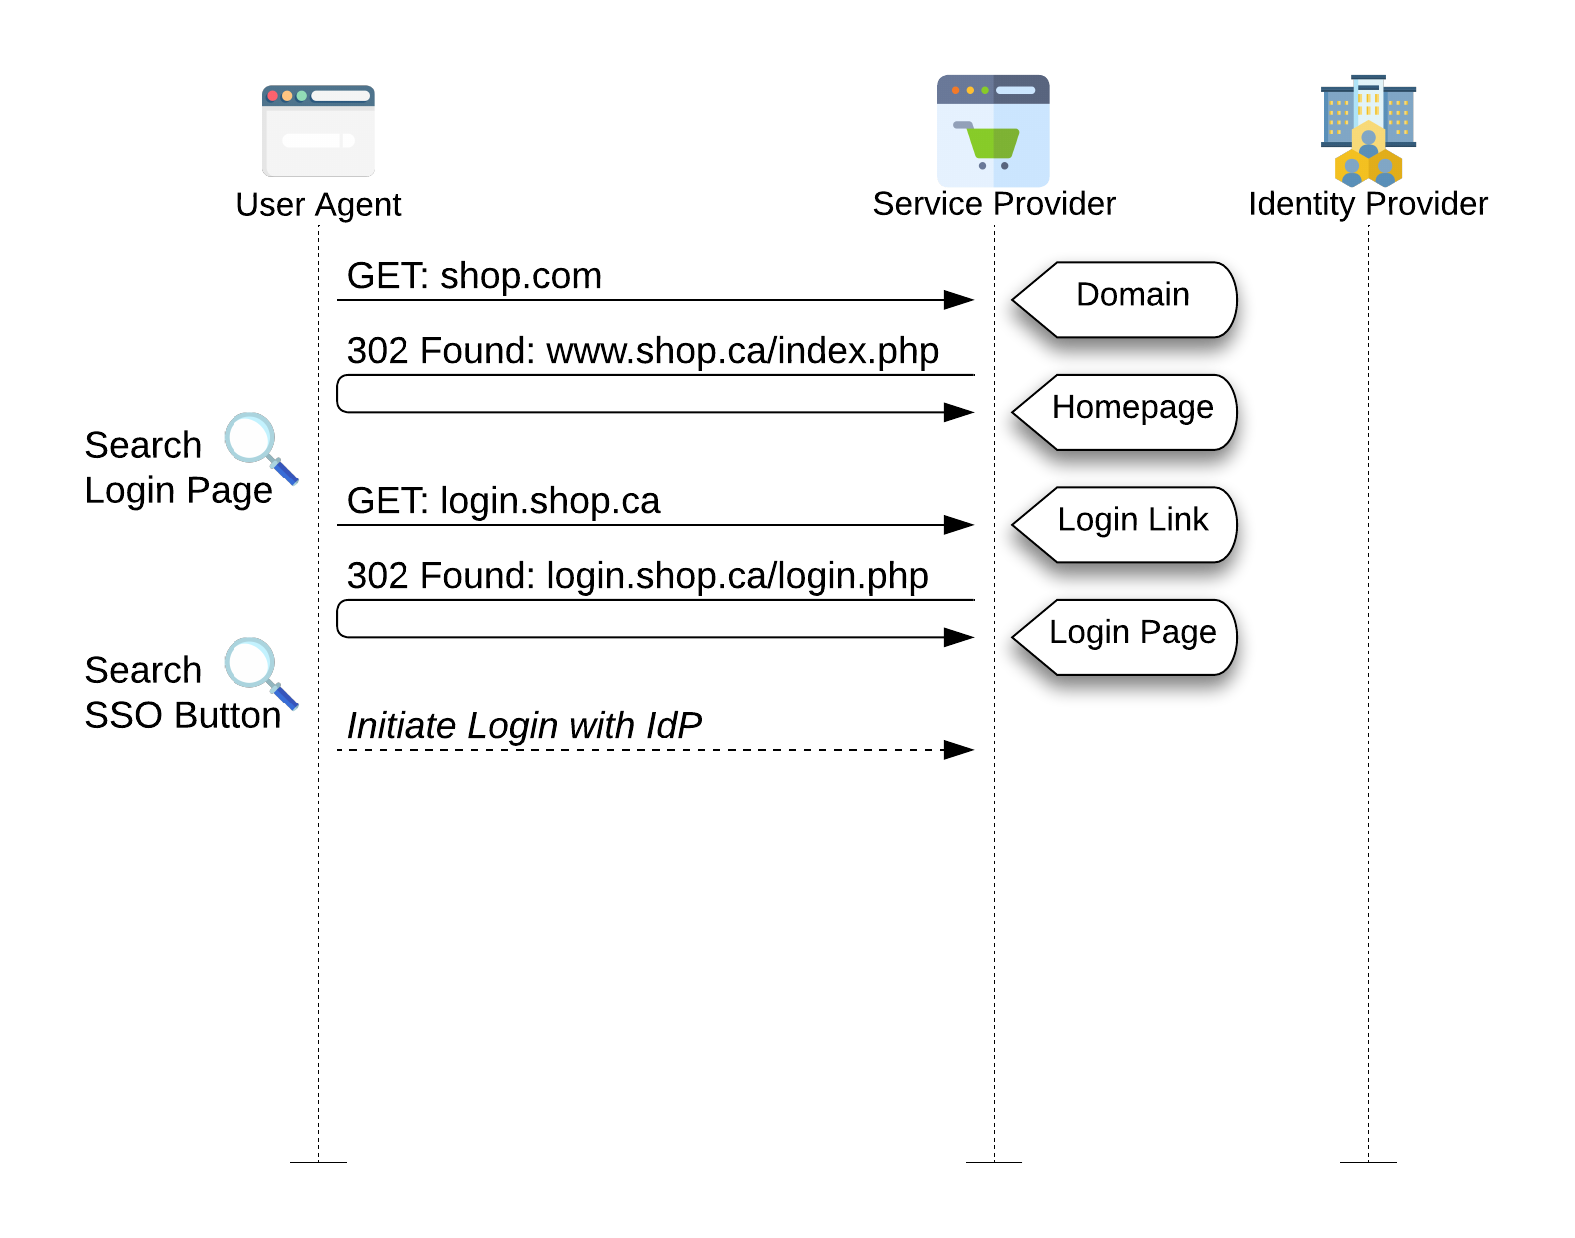 User Agent
Service Provider
Identity Provider
GET: shop.com
Domain
302 Found: www.shop.ca/index.php
Homepage
Search
Login Page
GET: login.shop.ca
Login Link
302 Found: login.shop.ca/login.php
Login Page
Search
SSO Button
Initiate Login with IdP